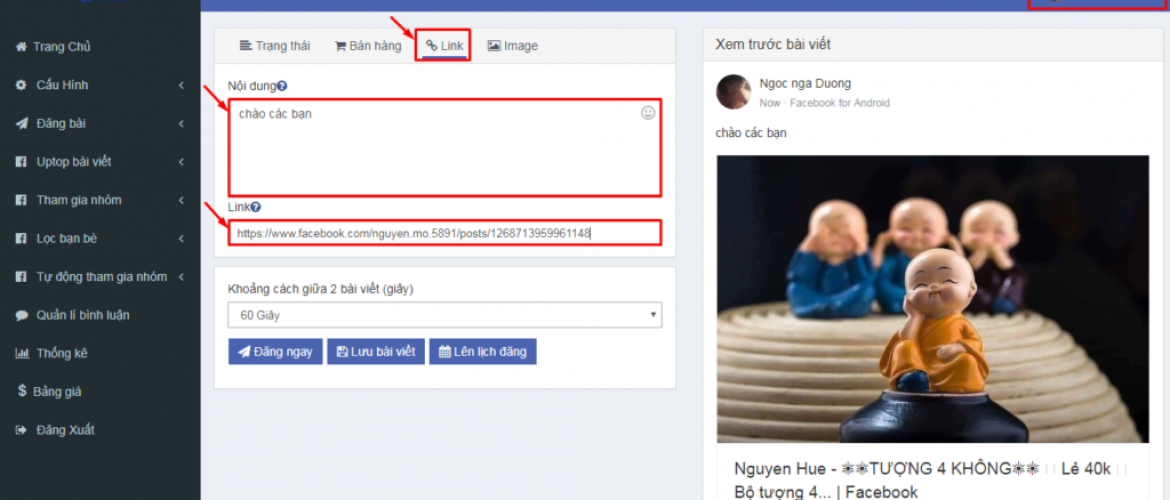 Trang Chủ
Cấu Hình
Đăng bài
Uptop bài viết
Tham gia nhóm
Lọc bạn bè
Tự động tham gia nhóm
Quản lí bình luận
Thống kê
Bảng giá
Đăng Xuất
Trạng thái Bán hàng Link Image
Nội dung
chào các bạn
Link
https://www.facebook.com/nguyen.mo.5891/posts/1268713959961148
Khoảng cách giữa 2 bài viết (giây)
60 Giây
Đăng ngay Lưu bài viết Lên lịch đăng
Xem trước bài viết
Ngoc nga Duong
Now · Facebook for Android
chào các bạn
Nguyen Hue - ❋❋TƯỢNG 4 KHÔNG❋❋ Lẻ 40k
Bộ tượng 4... | Facebook